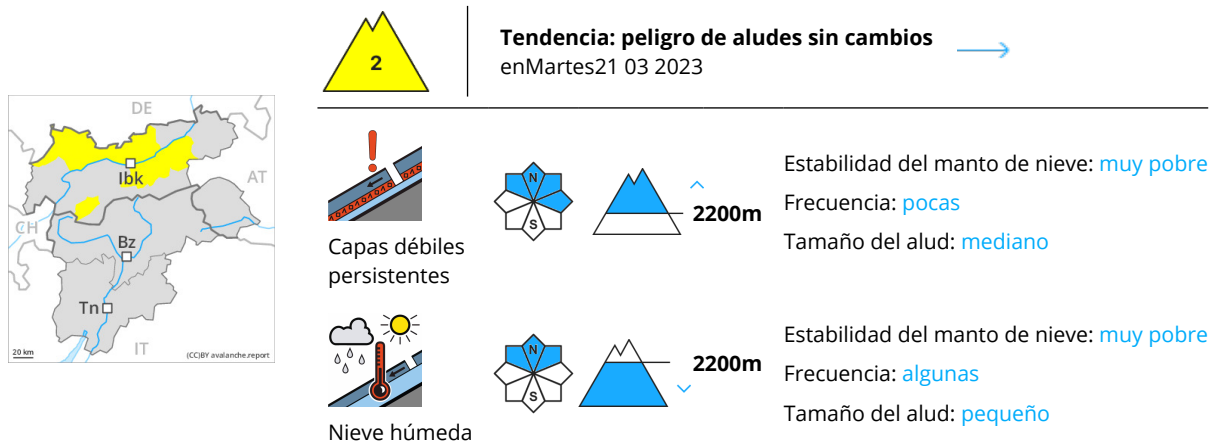 2
Tendencia: peligro de aludes sin cambios
enMartes21 03 2023
DE
AT
CH
IT
Ibk
Bz
Tn
20 km
(CC)BY avalanche.report
Capas débiles
persistentes
N
S
2200m
Estabilidad del manto de nieve: muy pobre
Frecuencia: pocas
Tamaño del alud: mediano
Nieve húmeda
N
S
2200m
Estabilidad del manto de nieve: muy pobre
Frecuencia: algunas
Tamaño del alud: pequeño